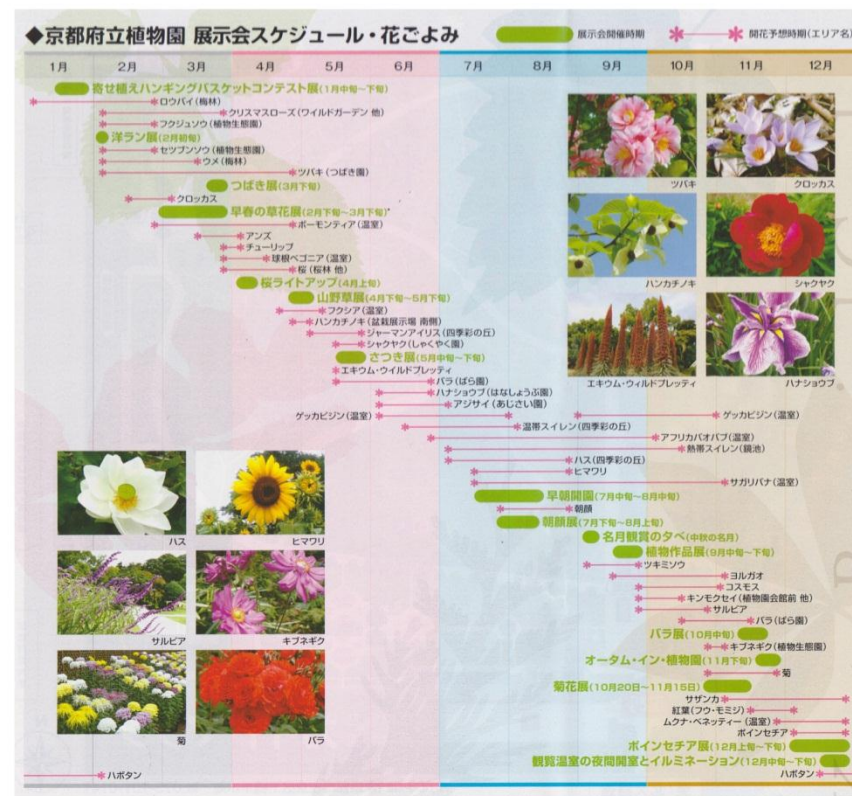 ◆京都府立植物園 展示会スケジュール・花ごよみ
展示会開催時期
開花予想時期(エリア名)
1月 2月 3月 4月 5月 6月 7月 8月 9月 10月 11月 12月
寄せ植えハンギングバスケットコンテスト展(1月中旬〜下旬)
ロウバイ(梅林)
クリスマスローズ(ワイルドガーデン 他)
フクジュソウ(植物生態園)
洋ラン展(2月初旬)
セツブンソウ(植物生態園)
ウメ(梅林)
ツバキ(つばき園)
つばき展(3月下旬)
クロッカス
早春の草花展(2月下旬〜3月下旬)
ボーモンティア(温室)
アンズ
チューリップ
球根ベゴニア(温室)
桜(桜林 他)
桜ライトアップ(4月上旬)
山野草展(4月下旬〜5月下旬)
フクシア(温室)
ハンカチノキ(盆栽展示場 南側)
ジャーマンアイリス(四季彩の丘)
シャクヤク(しゃくやく園)
さつき展(5月中旬〜下旬)
エキウム・ウイルドプレッティ
バラ(ばら園)
ハナショウブ(はなしょうぶ園)
アジサイ(あじさい園)
ゲッカビジン(温室)
ゲッカビジン(温室)
温帯スイレン(四季彩の丘)
アフリカバオバブ(温室)
熱帯スイレン(鏡池)
ハス(四季彩の丘)
ヒマワリ
サガリバナ(温室)
早朝開園(7月中旬〜8月中旬)
朝顔
朝顔展(7月下旬〜8月上旬)
名月観賞の夕べ(中秋の名月)
植物作品展(9月中旬〜下旬)
ツキミソウ
ヨルガオ
コスモス
キンモクセイ(植物園会館前 他)
サルビア
バラ(ばら園)
バラ展(10月中旬)
キブネギク(植物生態園)
オータム・イン・植物園(11月下旬)
菊
菊花展(10月20日〜11月15日)
サザンカ
紅葉(フウ・モミジ)
ムクナ・ベネッティー(温室)
ポインセチア
ポインセチア展(12月上旬〜下旬)
観覧温室の夜間開室とイルミネーション(12月中旬〜下旬)
ハボタン
ハボタン
ツバキ
クロッカス
ハンカチノキ
シャクヤク
エキウム・ウィルドプレッティ
ハナショウブ
ハス
ヒマワリ
サルビア
キブネギク
菊
バラ